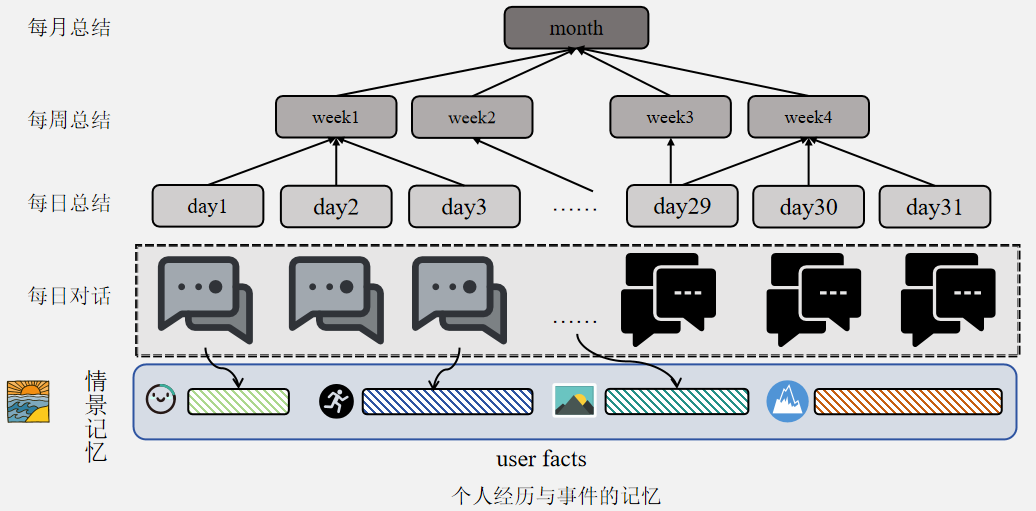 每月总结
month
每周总结
week1
week2
week3
week4
每日总结
day1
day2
day3
……
day29
day30
day31
每日对话
……
情景记忆
user facts
个人经历与事件的记忆